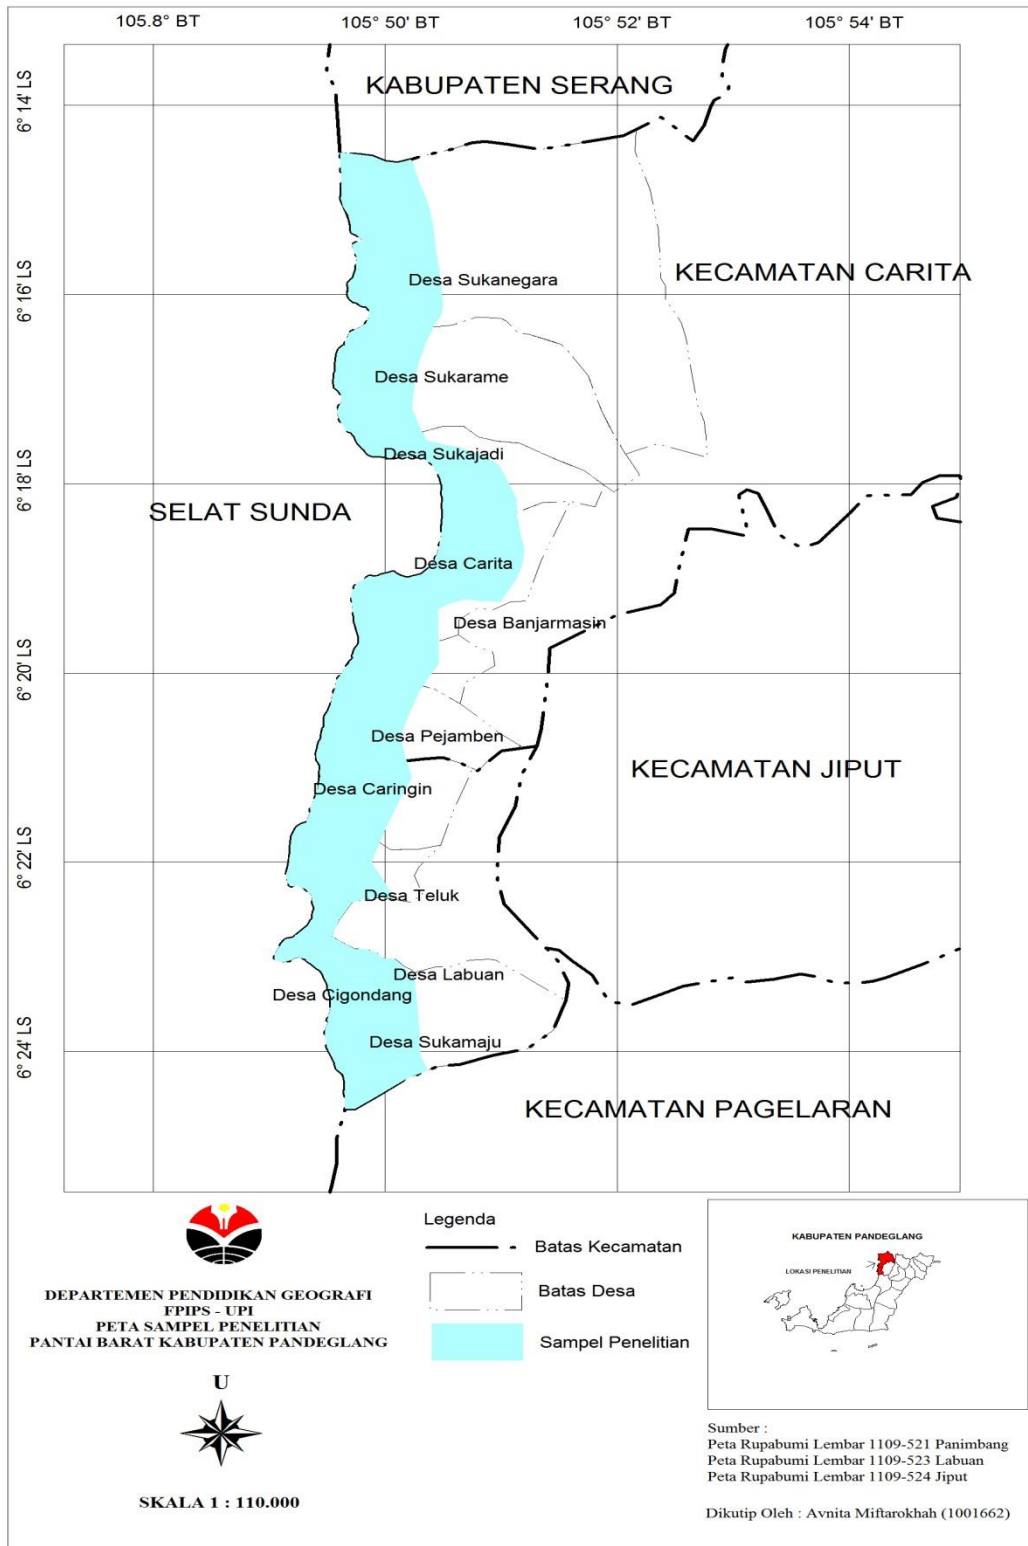 105.8° BT 105° 50' BT 105° 52' BT 105° 54' BT
6° 14' LS
KABUPATEN SERANG
6° 16' LS
Desa Sukanegara
KECAMATAN CARITA
Desa Sukarame
Desa Sukajadi
6° 18' LS
SELAT SUNDA
Desa Carita
Desa Banjarmasin
6° 20' LS
Desa Pejamben
KECAMATAN JIPUT
Desa Caringin
6° 22' LS
Desa Teluk
Desa Labuan
Desa Cigondang
Desa Sukamaju
6° 24' LS
KECAMATAN PAGELARAN
DEPARTEMEN PENDIDIKAN GEOGRAFI
FPIPS - UPI
PETA SAMPEL PENELITIAN
PANTAI BARAT KABUPATEN PANDEGLANG
U
SKALA 1 : 110.000
Legenda
Batas Kecamatan
Batas Desa
Sampel Penelitian
KABUPATEN PANDEGLANG
LOKASI PENELITIAN
Sumber :
Peta Rupabumi Lembar 1109-521 Panimbang
Peta Rupabumi Lembar 1109-523 Labuan
Peta Rupabumi Lembar 1109-524 Jiput
Dikutip Oleh : Avnita Miftarokhah (1001662)